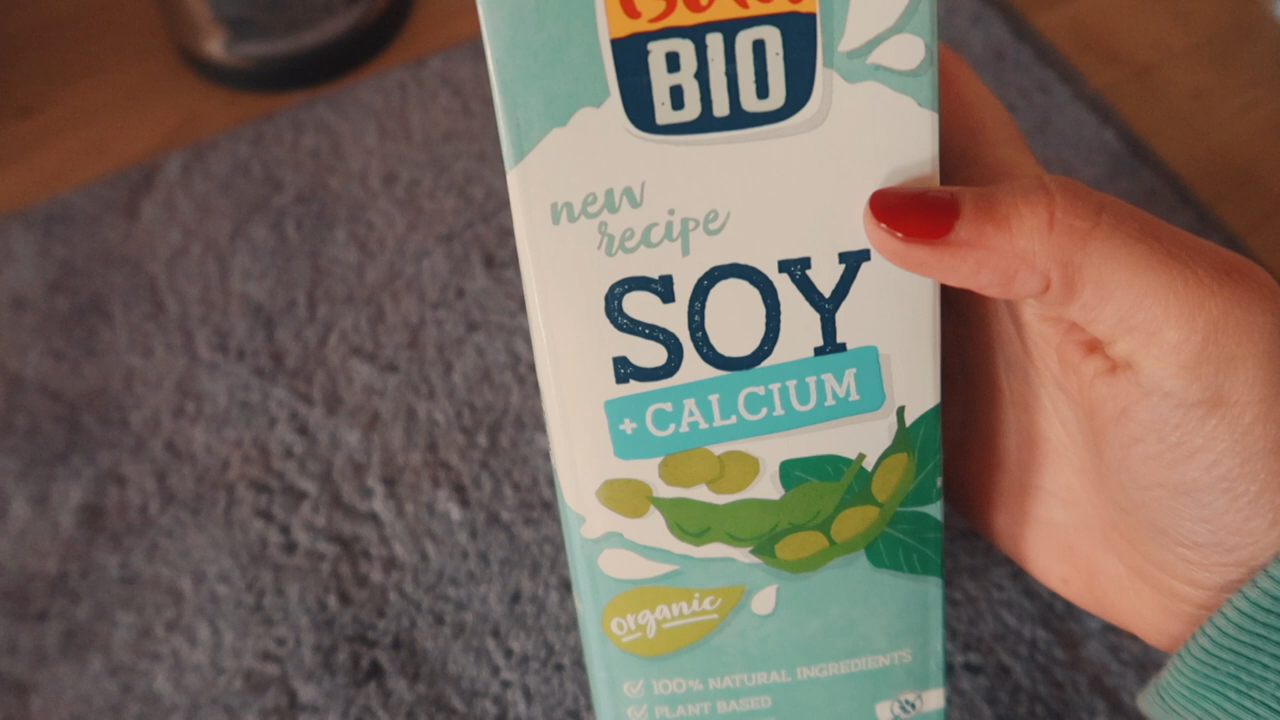 BIO
new
recipe
SOY
+CALCIUM
organic
100% NATURAL INGREDIENTS
PLANT BASED